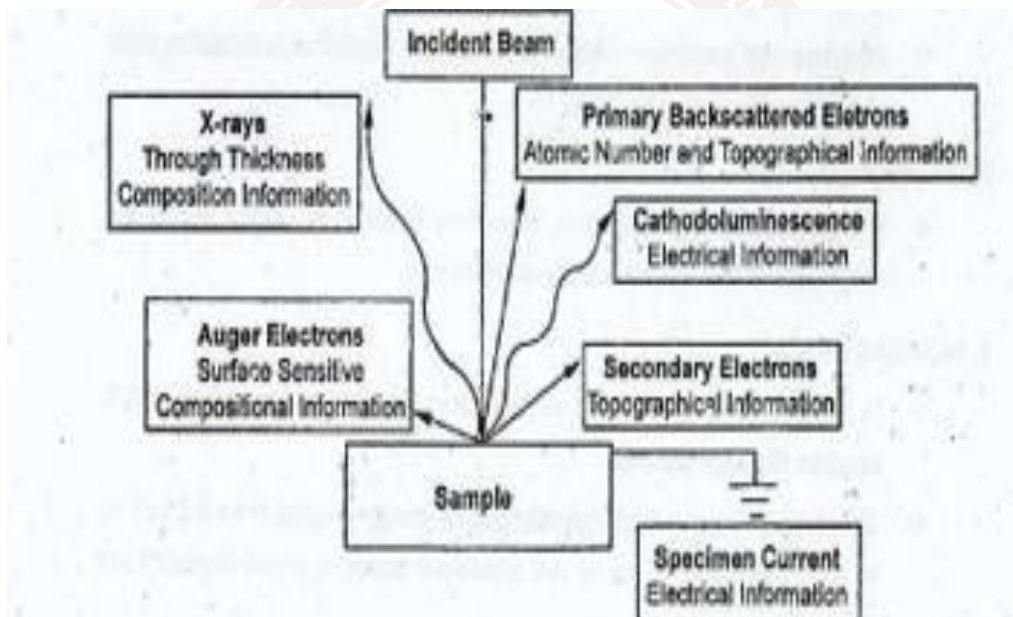 Incident Beam
X-rays
Through Thickness
Composition Information
Primary Backscattered Eletrons
Atomic Number and Topographical Information
Cathodoluminescence
Electrical Information
Auger Electrons
Surface Sensitive
Compositional Information
Secondary Electrons
Topographical Information
Sample
Specimen Current
Electrical Information